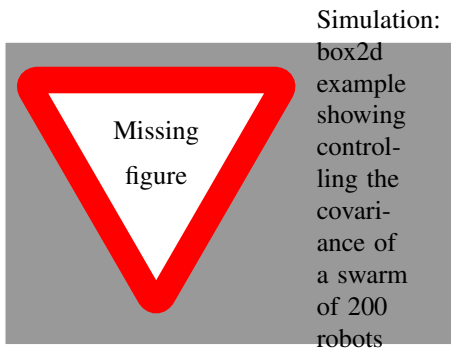 Missing
figure
Simulation:
box2d
example
showing
control-
ling the
covari-
ance of
a swarm
of 200
robots